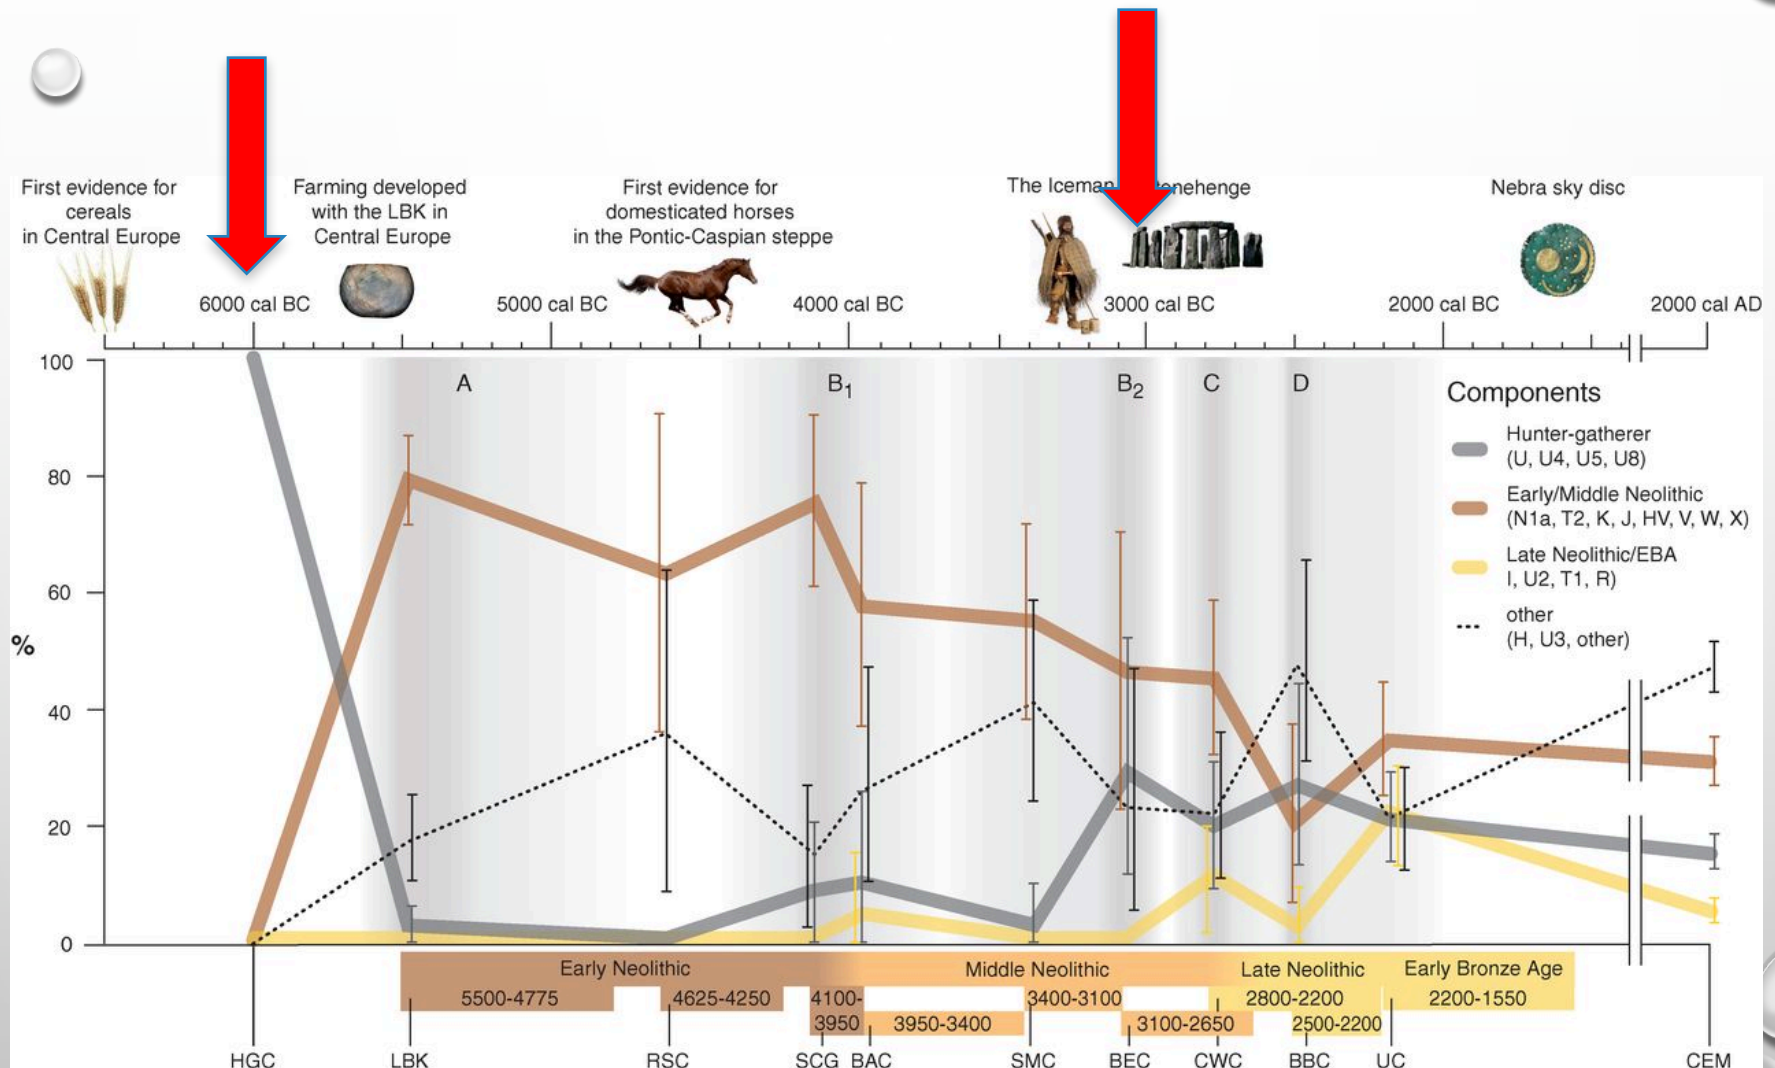 First evidence for
cereals
in Central Europe
Farming developed
with the LBK in
Central Europe
First evidence for
domesticated horses
in the Pontic-Caspian steppe
The Iceman
Nebra sky disc
6000 cal BC
5000 cal BC
4000 cal BC
3000 cal BC
2000 cal BC
2000 cal AD
A
B1
B2
C
D
100
80
60
%
40
20
0
Components
Hunter-gatherer
(U, U4, U5, U8)
Early/Middle Neolithic
(N1a, T2, K, J, HV, V, W, X)
Late Neolithic/EBA
I, U2, T1, R)
other
(H, U3, other)
Early Neolithic
Middle Neolithic
Late Neolithic
Early Bronze Age
5500-4775
4625-4250
4100-
3950
3950-3400
3400-3100
3100-2650
2800-2200
2500-2200
2200-1550
HGC
LBK
RSC
SCG
BAC
SMC
BEC
CWC
BBC
UC
CEM